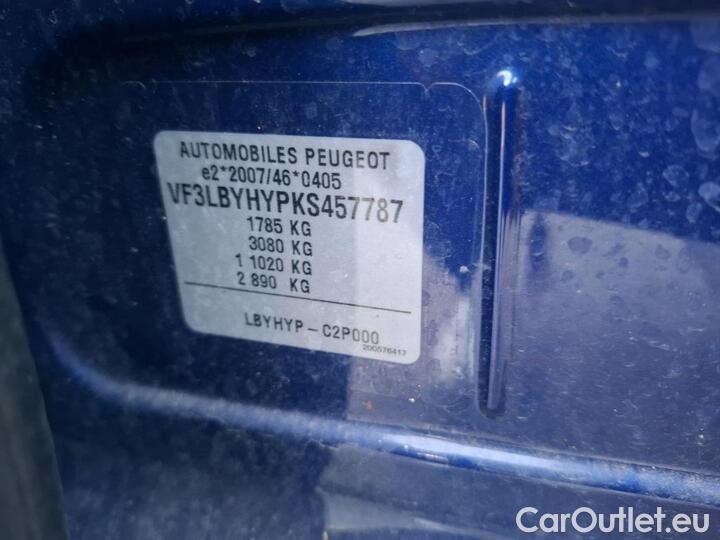 AUTOMOBILES PEUGEOT
e2*2007/46*0405
VF3LBYHYPKS457787
1785 KG
3080 KG
1 1020 KG
2 890 KG
LBYHYP-C2P000
200576417
CarOutlet.eu